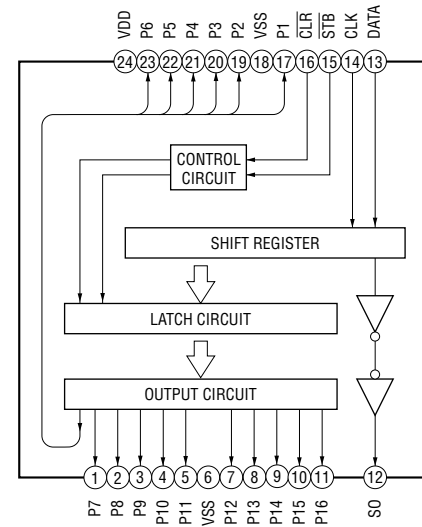 VDD P6 P5 P4 P3 P2 VSS P1 CLR STB CLK DATA
24 23 22 21 20 19 18 17 16 15 14 13
CONTROL
CIRCUIT
SHIFT REGISTER
LATCH CIRCUIT
OUTPUT CIRCUIT
1 2 3 4 5 6 7 8 9 10 11 12
P7 P8 P9 P10 P11 VSS P12 P13 P14 P15 P16 SO